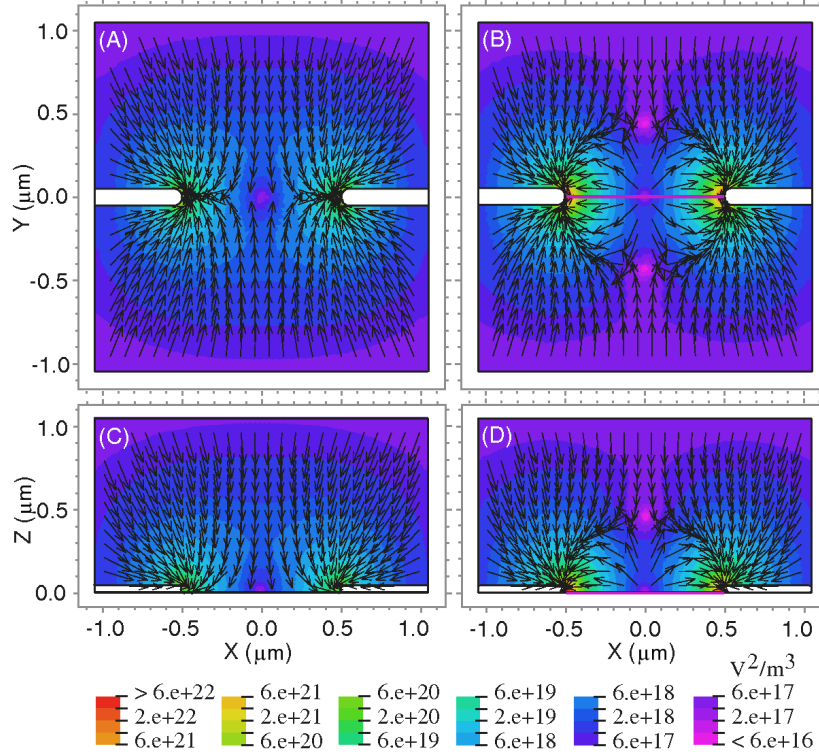 (A) (B)
1.0
0.5
0.0
-0.5
-1.0
Y (μm)
(C) (D)
1.0
0.5
0.0
Z (μm)
-1.0 -0.5 0.0 0.5 1.0 -1.0 -0.5 0.0 0.5 1.0
X (μm) X (μm)
V²/m³
> 6.e+22 6.e+21 6.e+20 6.e+19 6.e+18 6.e+17
2.e+22 2.e+21 2.e+20 2.e+19 2.e+18 2.e+17
6.e+21 6.e+20 6.e+19 6.e+18 6.e+17 < 6.e+16